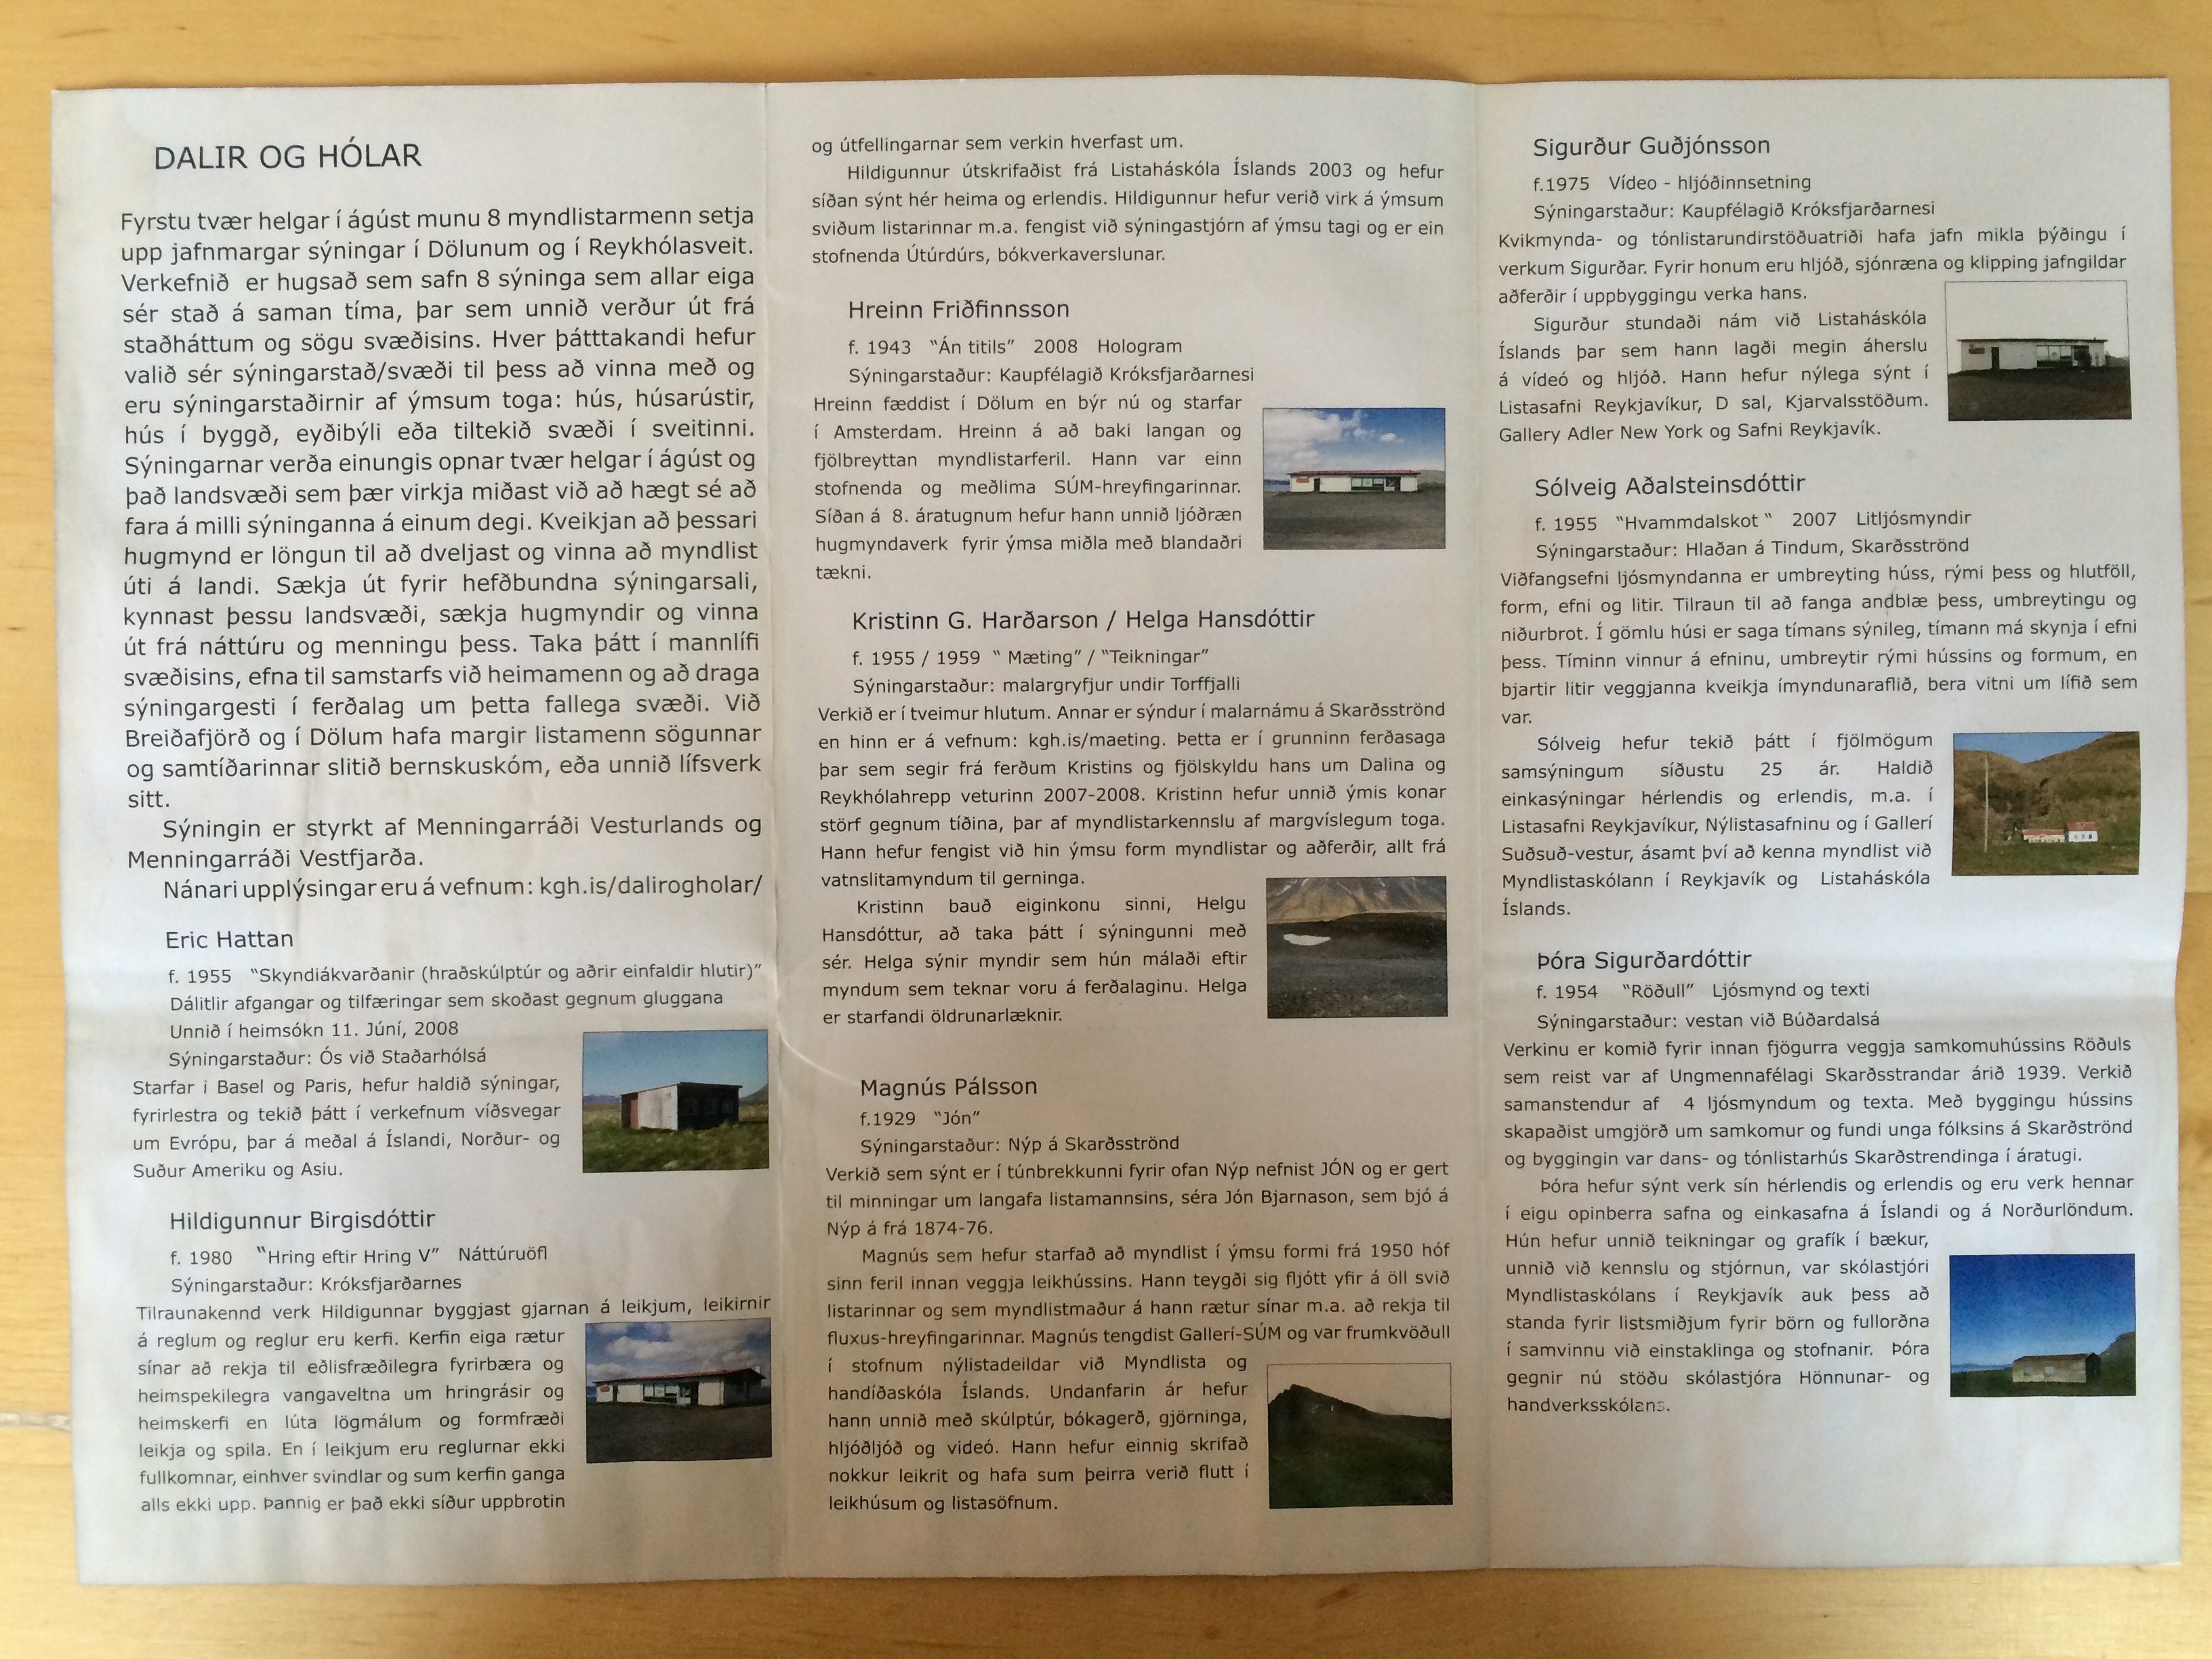 DALIR OG HÓLAR
Fyrstu tvær helgar í ágúst munu 8 myndlistarmenn setja
upp jafnmargar sýningar í Dölunum og í Reykhólasveit.
Verkefnið er hugsað sem safn 8 sýninga sem allar eiga
sér stað á saman tíma, þar sem unnið verður út frá
staðháttum og sögu svæðisins. Hver þátttakandi hefur
valið sér sýningarstað/svæði til þess að vinna með og
eru sýningarstaðirnir af ýmsum toga: hús, húsarústir,
hús í byggð, eyðibýli eða tiltekið svæði í sveitinni.
Sýningarnar verða einungis opnar tvær helgar í ágúst og
það landsvæði sem þær virkja miðast við að hægt sé að
fara á milli sýninganna á einum degi. Kveikjan að þessari
hugmynd er löngun til að dveljast og vinna að myndlist
úti á landi. Sækja út fyrir hefðbundna sýningarsali,
kynnast þessu landsvæði, sækja hugmyndir og vinna
út frá náttúru og menningu þess. Taka þátt í mannlífi
svæðisins, efna til samstarfs við heimamenn og að draga
sýningargesti í ferðalag um þetta fallega svæði. Við
Breiðafjörð og í Dölum hafa margir listamenn sögunnar
og samtíðarinnar slitið bernskuskóm, eða unnið lífsverk
sitt.
Sýningin er styrkt af Menningarráði Vesturlands og
Menningarráði Vestfjarða.
Nánari upplýsingar eru á vefnum: kgh.is/dalirogholar/
Eric Hattan
f. 1955 "Skyndiákvarðanir (hraðskúlptúr og aðrir einfaldir hlutir)"
Dálitlir afgangar og tilfæringar sem skoðast gegnum gluggana
Unnið í heimsókn 11. Júní, 2008
Sýningarstaður: Ós við Staðarhólsá
Starfar i Basel og Paris, hefur haldið sýningar,
fyrirlestra og tekið þátt í verkefnum víðsvegar
um Evrópu, þar á meðal á Íslandi, Norður- og
Suður Ameriku og Asiu.
Hildigunnur Birgisdóttir
f. 1980 "Hring eftir Hring V" Náttúruöfl
Sýningarstaður: Króksfjarðarnes
Tilraunakennd verk Hildigunnar byggjast gjarnan á leikjum, leikirnir
á reglum og reglur eru kerfi. Kerfin eiga rætur
sínar að rekja til eðlisfræðilegra fyrirbæra og
heimspekilegra vangaveltna um hringrásir og
heimskerfi en lúta lögmálum og formfræði
leikja og spila. En í leikjum eru reglurnar ekki
fullkomnar, einhver svindlar og sum kerfin ganga
alls ekki upp. Þannig er það ekki síður uppbrotin
og útfellingarnar sem verkin hverfast um.
Hildigunnur útskrifaðist frá Listaháskóla Íslands 2003 og hefur
síðan sýnt hér heima og erlendis. Hildigunnur hefur verið virk á ýmsum
sviðum listarinnar m.a. fengist við sýningastjórn af ýmsu tagi og er ein
stofnenda Útúrdúrs, bókverkaverslunar.
Hreinn Friðfinnsson
f. 1943 "Án titils" 2008 Hologram
Sýningarstaður: Kaupfélagið Króksfjarðarnesi
Hreinn fæddist í Dölum en býr nú og starfar
í Amsterdam. Hreinn á að baki langan og
fjölbreyttan myndlistarferil. Hann var einn
stofnenda og meðlima SÚM-hreyfingarinnar.
Síðan á 8. áratugnum hefur hann unnið ljóðræn
hugmyndaverk fyrir ýmsa miðla með blandaðri
tækni.
Kristinn G. Harðarson / Helga Hansdóttir
f. 1955 / 1959 " Mæting" / "Teikningar"
Sýningarstaður: malargryfjur undir Torffjalli
Verkið er í tveimur hlutum. Annar er sýndur í malarnámu á Skarðsströnd
en hinn er á vefnum: kgh.is/maeting. Þetta er í grunninn ferðasaga
þar sem segir frá ferðum Kristins og fjölskyldu hans um Dalina og
Reykhólahrepp veturinn 2007-2008. Kristinn hefur unnið ýmis konar
störf gegnum tíðina, þar af myndlistarkennslu af margvíslegum toga.
Hann hefur fengist við hin ýmsu form myndlistar og aðferðir, allt frá
vatnslitamyndum til gerninga.
Kristinn bauð eiginkonu sinni, Helgu
Hansdóttur, að taka þátt í sýningunni með
sér. Helga sýnir myndir sem hún málaði eftir
myndum sem teknar voru á ferðalaginu. Helga
er starfandi öldrunarlæknir.
Magnús Pálsson
f.1929 "Jón"
Sýningarstaður: Nýp á Skarðsströnd
Verkið sem sýnt er í túnbrekkunni fyrir ofan Nýp nefnist JÓN og er gert
til minningar um langafa listamannsins, séra Jón Bjarnason, sem bjó á
Nýp á frá 1874-76.
Magnús sem hefur starfað að myndlist í ýmsu formi frá 1950 hóf
sinn feril innan veggja leikhússins. Hann teygði sig fljótt yfir á öll svið
listarinnar og sem myndlistmaður á hann rætur sínar m.a. að rekja til
fluxus-hreyfingarinnar. Magnús tengdist Gallerí-SÚM og var frumkvöðull
í stofnum nýlistadeildar við Myndlista og
handíðaskóla Íslands. Undanfarin ár hefur
hann unnið með skúlptúr, bókagerð, gjörninga,
hljóðljóð og videó. Hann hefur einnig skrifað
nokkur leikrit og hafa sum þeirra verið flutt í
leikhúsum og listasöfnum.
Sigurður Guðjónsson
f.1975 Vídeo - hljóðinnsetning
Sýningarstaður: Kaupfélagið Króksfjarðarnesi
Kvikmynda- og tónlistarundirstöðuatriði hafa jafn mikla þýðingu í
verkum Sigurðar. Fyrir honum eru hljóð, sjónræna og klipping jafngildar
aðferðir í uppbyggingu verka hans.
Sigurður stundaði nám við Listaháskóla
Íslands þar sem hann lagði megin áherslu
á vídeó og hljóð. Hann hefur nýlega sýnt í
Listasafni Reykjavíkur, D sal, Kjarvalsstöðum.
Gallery Adler New York og Safni Reykjavík.
Sólveig Aðalsteinsdóttir
f. 1955 "Hvammdalskot " 2007 Litljósmyndir
Sýningarstaður: Hlaðan á Tindum, Skarðsströnd
Viðfangsefni ljósmyndanna er umbreyting húss, rými þess og hlutföll,
form, efni og litir. Tilraun til að fanga andblæ þess, umbreytingu og
niðurbrot. Í gömlu húsi er saga tímans sýnileg, tímann má skynja í efni
þess. Tíminn vinnur á efninu, umbreytir rými hússins og formum, en
bjartir litir veggjanna kveikja ímyndunaraflið, bera vitni um lífið sem
var.
Sólveig hefur tekið þátt í fjölmögum
samsýningum síðustu 25 ár. Haldið
einkasýningar hérlendis og erlendis, m.a. í
Listasafni Reykjavíkur, Nýlistasafninu og í Gallerí
Suðsuð-vestur, ásamt því að kenna myndlist við
Myndlistaskólann í Reykjavík og Listaháskóla
Íslands.
Þóra Sigurðardóttir
f. 1954 "Röðull" Ljósmynd og texti
Sýningarstaður: vestan við Búðardalsá
Verkinu er komið fyrir innan fjögurra veggja samkomuhússins Röðuls
sem reist var af Ungmennafélagi Skarðsstrandar árið 1939. Verkið
samanstendur af 4 ljósmyndum og texta. Með byggingu hússins
skapaðist umgjörð um samkomur og fundi unga fólksins á Skarðströnd
og byggingin var dans- og tónlistarhús Skarðstrendinga í áratugi.
Þóra hefur sýnt verk sín hérlendis og erlendis og eru verk hennar
í eigu opinberra safna og einkasafna á Íslandi og á Norðurlöndum.
Hún hefur unnið teikningar og grafík í bækur,
unnið við kennslu og stjórnun, var skólastjóri
Myndlistaskólans í Reykjavík auk þess að
standa fyrir listsmiðjum fyrir börn og fullorðna
í samvinnu við einstaklinga og stofnanir. Þóra
gegnir nú stöðu skólastjóra Hönnunar- og
handverksskólans.